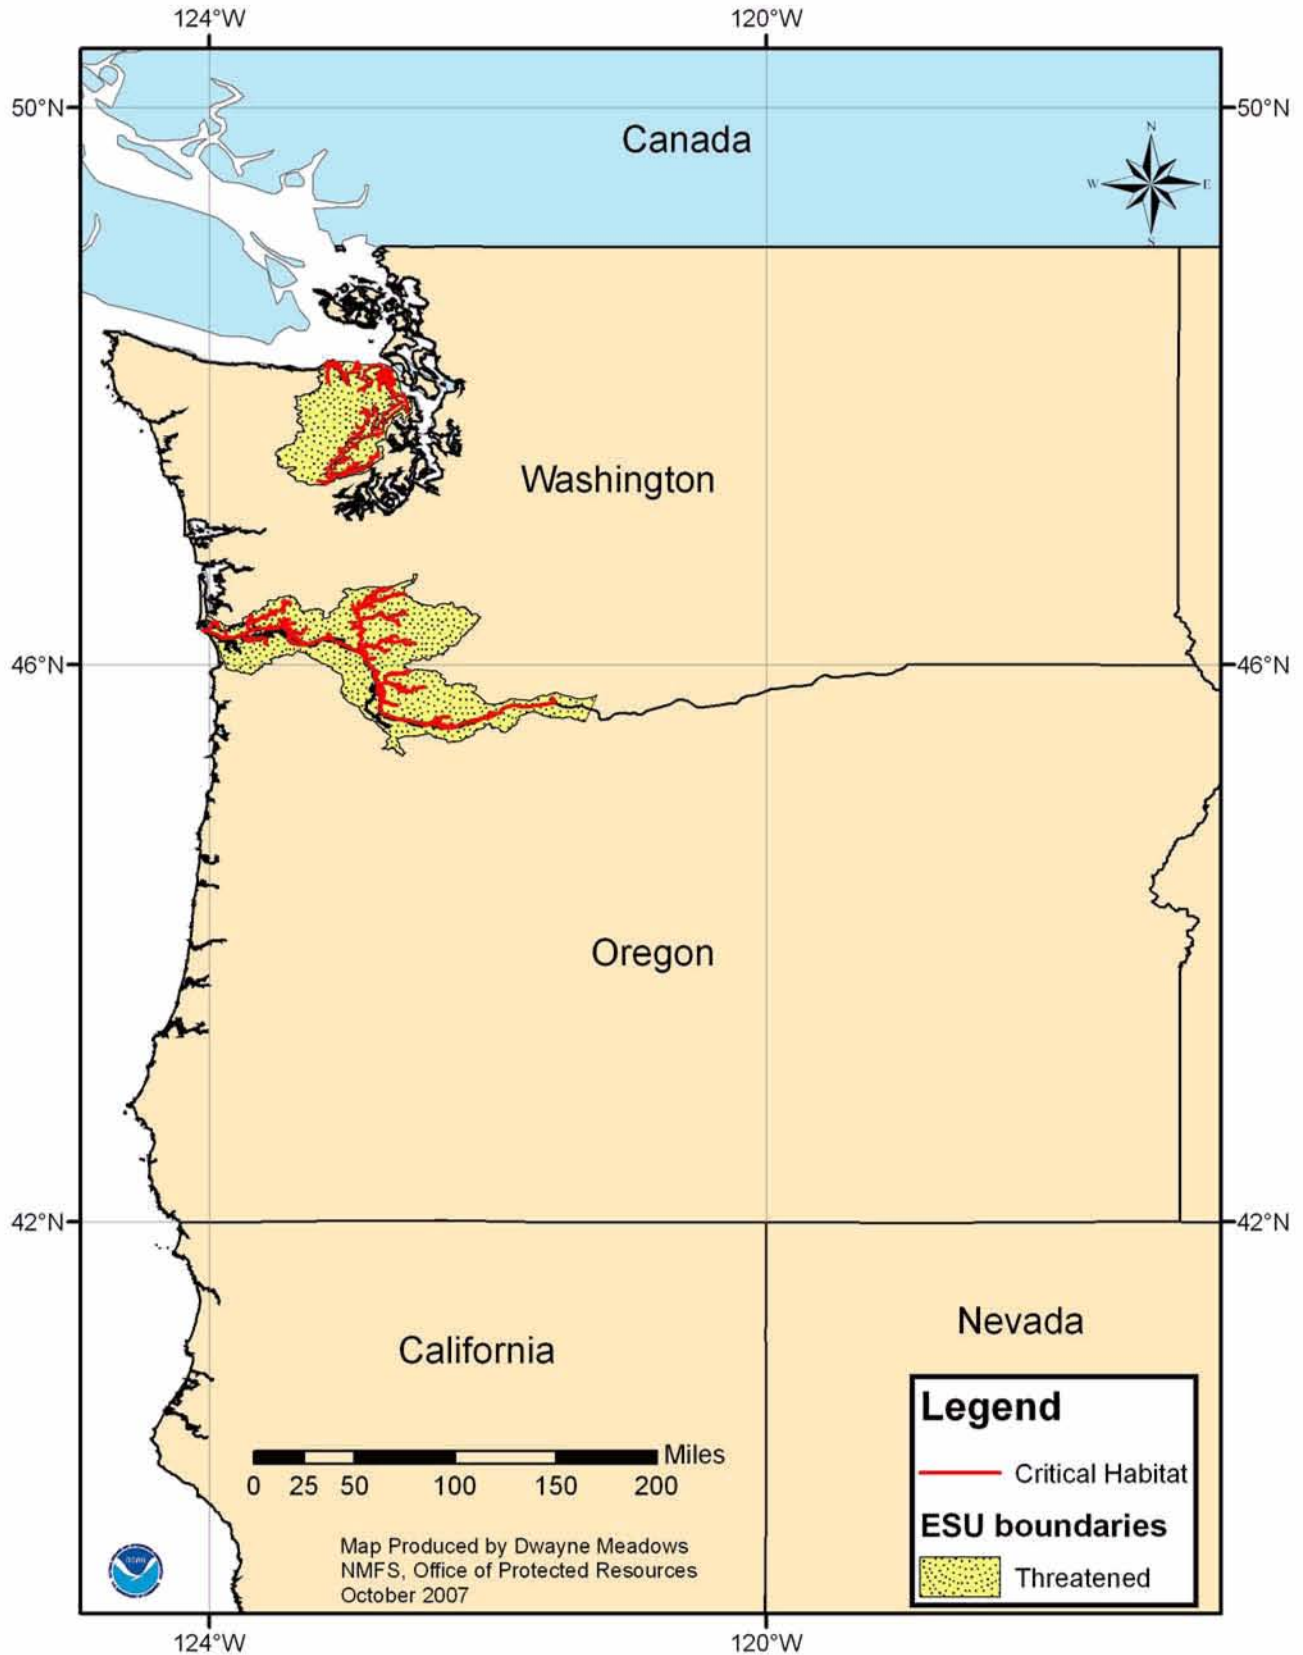 124°W 120°W
50°N 50°N
Canada
N
W E
S
Washington
46°N 46°N
Oregon
42°N 42°N
Nevada
California
Legend
Miles
Critical Habitat
0 25 50 100 150 200
ESU boundaries
Map Produced by Dwayne Meadows
NMFS, Office of Protected Resources
Threatened
October 2007
124°W 120°W